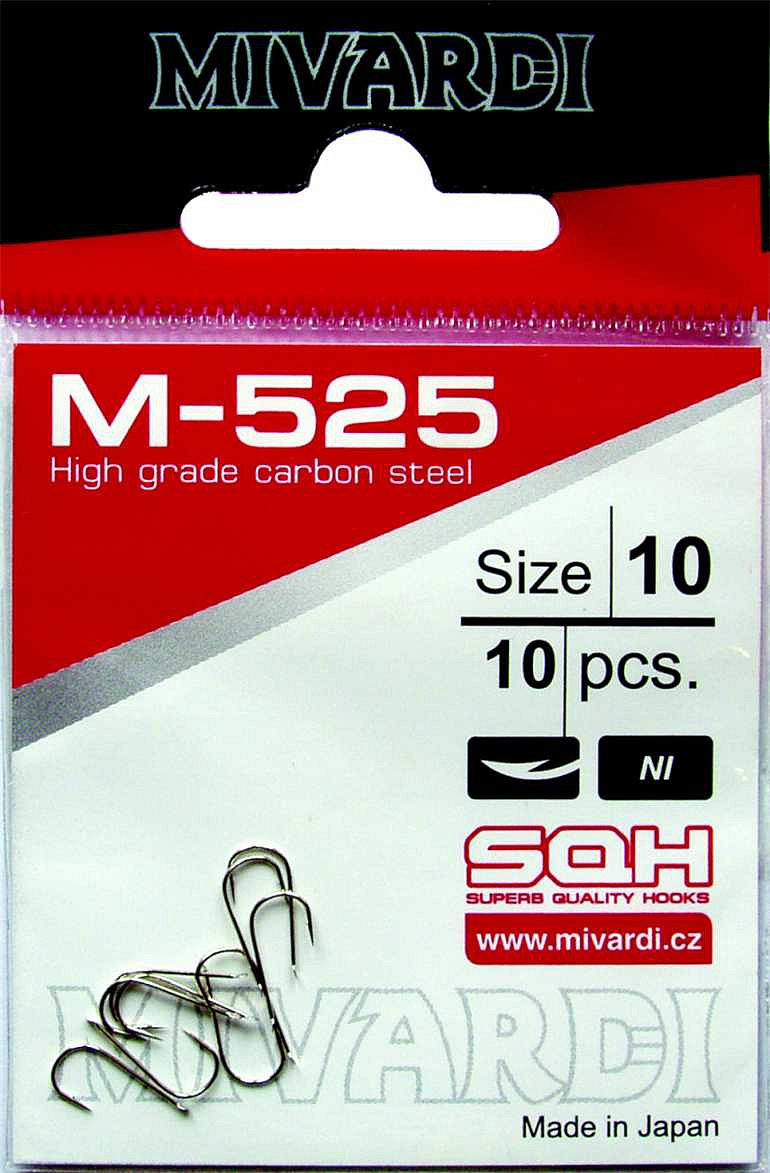 MIVARDI
M-525
High grade carbon steel
Size 10
10 pcs.
NI
SQH
SUPERB QUALITY HOOKS
www.mivardi.cz
MIVARDI
Made in Japan